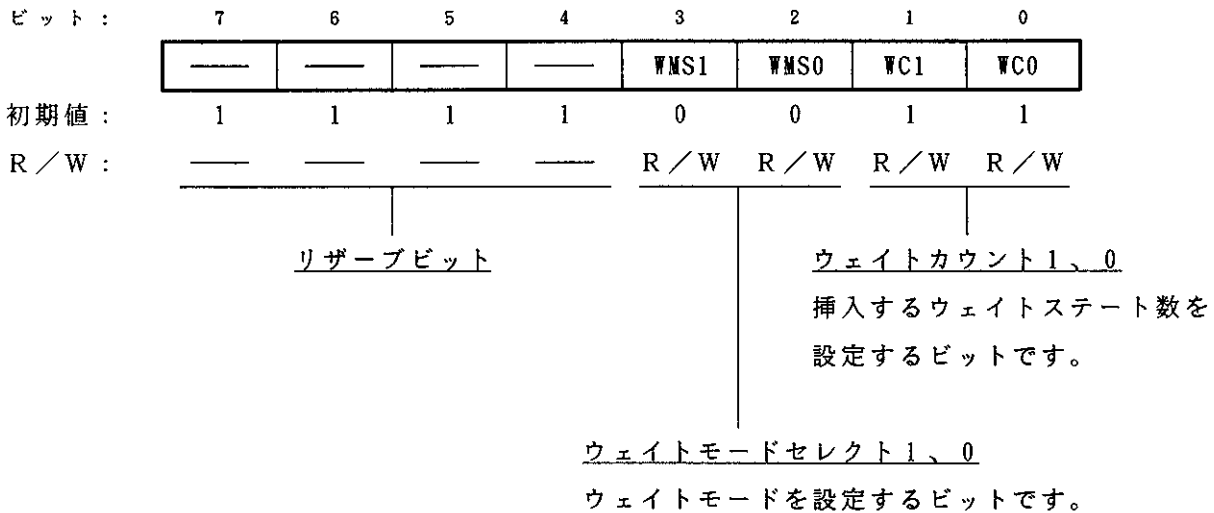 ビット： 7 6 5 4 3 2 1 0
― ― ― ― WMS1 WMS0 WC1 WC0
初期値： 1 1 1 1 0 0 1 1
R／W： ― ― ― ― R／W R／W R／W R／W
リザーブビット
ウェイトカウント1、0
挿入するウェイトステート数を
設定するビットです。
ウェイトモードセレクト1、0
ウェイトモードを設定するビットです。